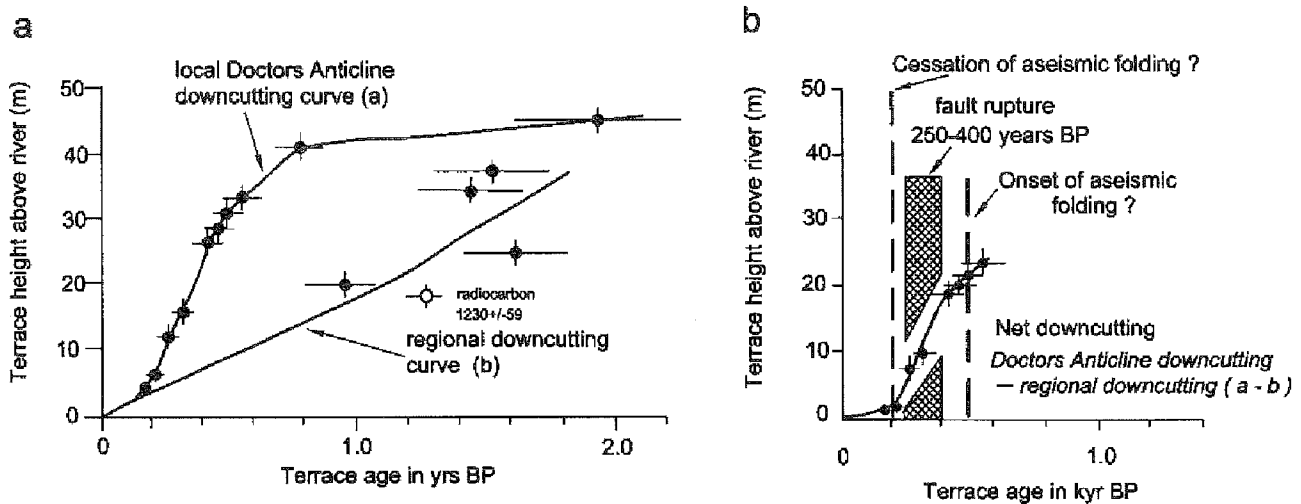 a
local Doctors Anticline
downcutting curve (a)
Terrace height above river (m)
50
40
30
20
10
0
radiocarbon
1230+/-59
regional downcutting
curve (b)
0
1.0
2.0
Terrace age in yrs BP
b
Cessation of aseismic folding ?
fault rupture
250-400 years BP
Onset of aseismic
folding ?
Terrace height above river (m)
50
40
30
20
10
0
Net downcutting
Doctors Anticline downcutting
— regional downcutting ( a - b )
0
1.0
Terrace age in kyr BP